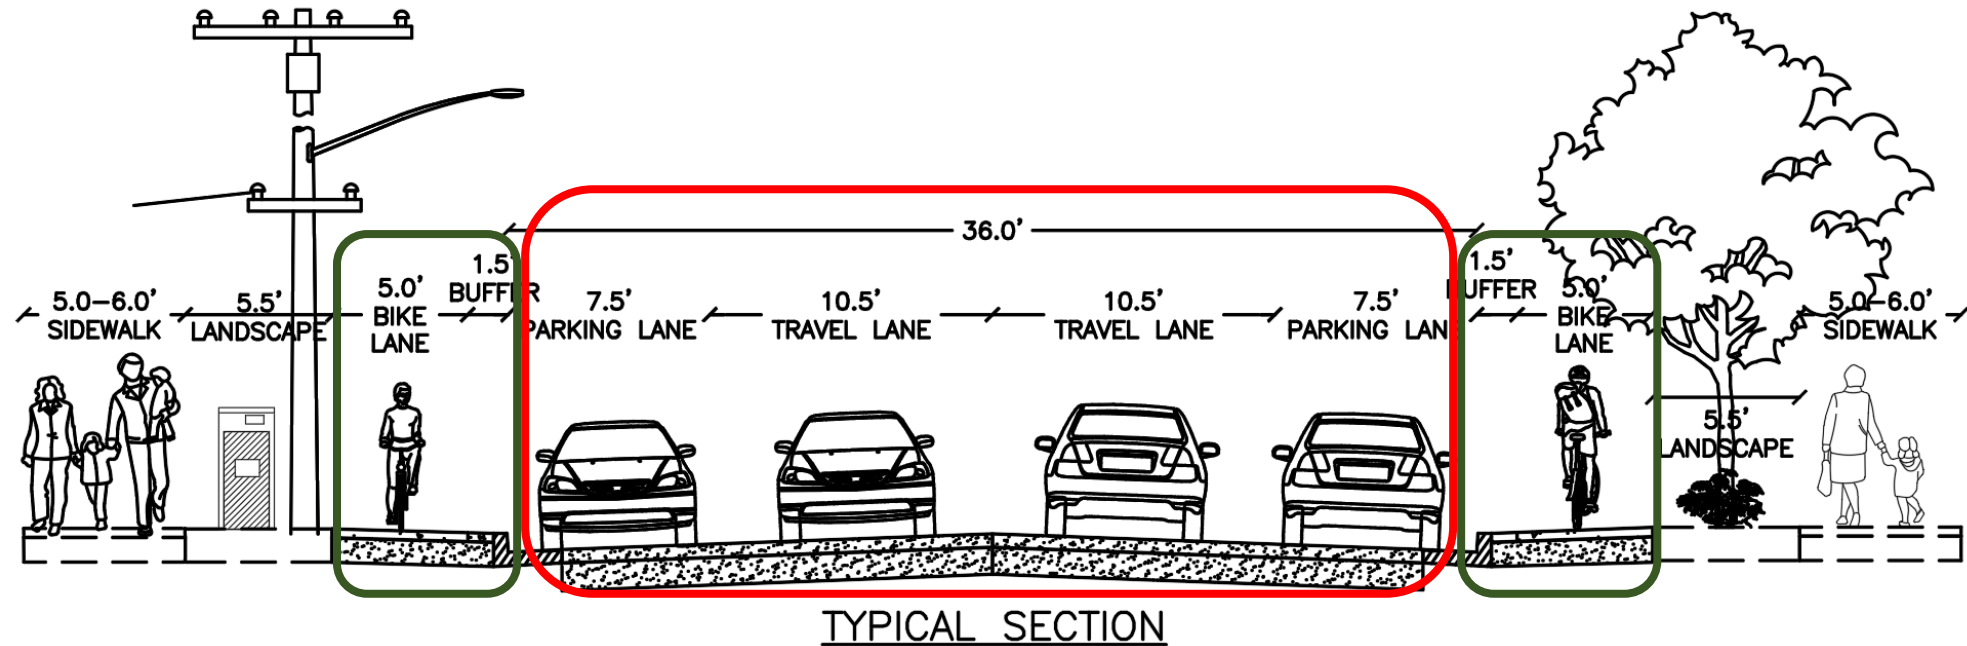 36.0'
5.0-6.0'
SIDEWALK
5.5'
LANDSCAPE
5.0'
BIKE
LANE
1.5'
BUFFER
7.5'
PARKING LANE
10.5'
TRAVEL LANE
10.5'
TRAVEL LANE
7.5'
PARKING LANE
1.5'
BUFFER
5.0'
BIKE
LANE
5.5'
LANDSCAPE
5.0-6.0'
SIDEWALK
TYPICAL SECTION